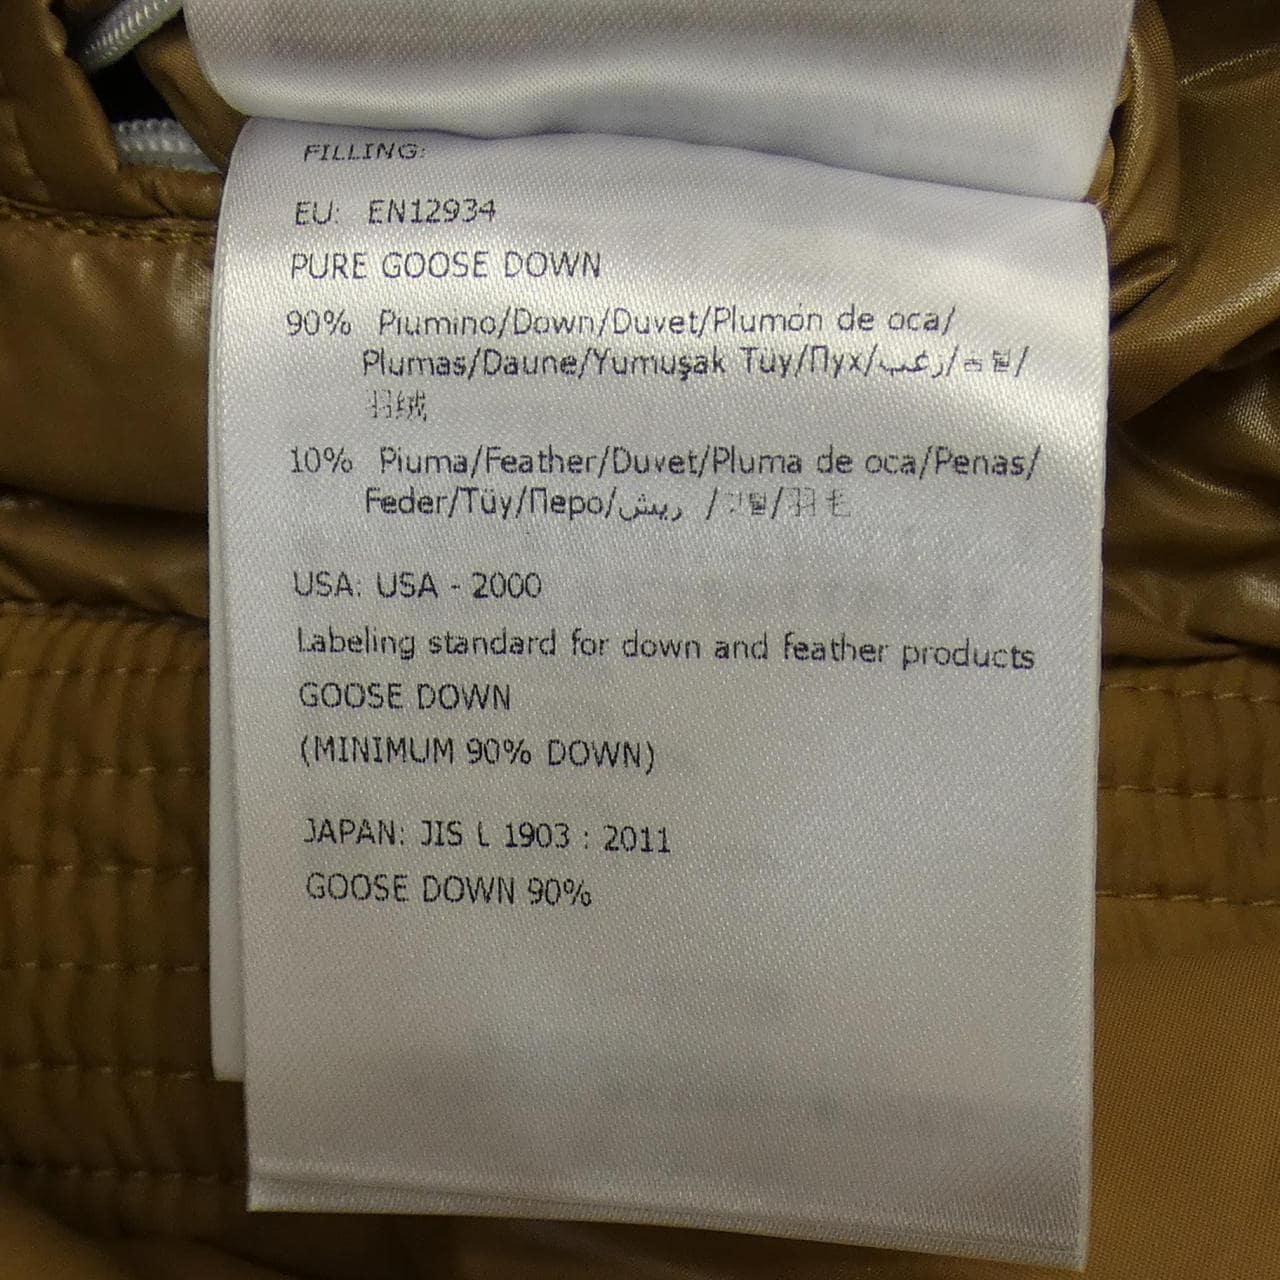 FILLING:
EU: EN12934
PURE GOOSE DOWN
90% Piumino/Down/Duvet/Plumón de oca/
Plumas/Daune/Yumuşak Tüy/Пух/زغب/솜털/
羽绒
10% Piuma/Feather/Duvet/Pluma de oca/Penas/
Feder/Tüy/Перо/ريش /깃털/羽毛
USA: USA - 2000
Labeling standard for down and feather products
GOOSE DOWN
(MINIMUM 90% DOWN)
JAPAN: JIS L 1903 : 2011
GOOSE DOWN 90%